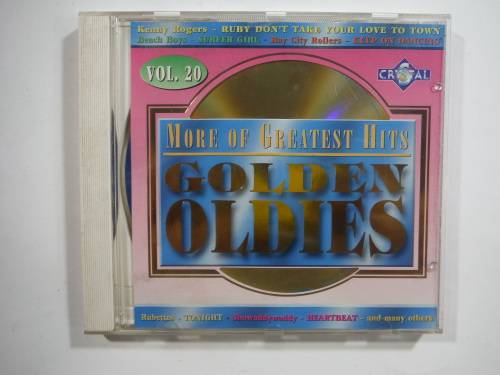 Kenny Rogers - RUBY DON'T TAKE YOUR LOVE TO TOWN
Beach Boys - SURFER GIRL - Bay City Rollers - KEEP ON DANCING
VOL. 20
CRYSTAL
MORE OF GREATEST HITS
GOLDEN
OLDIES
Rubettes - TONIGHT - Showaddywaddy - HEARTBEAT - and many others